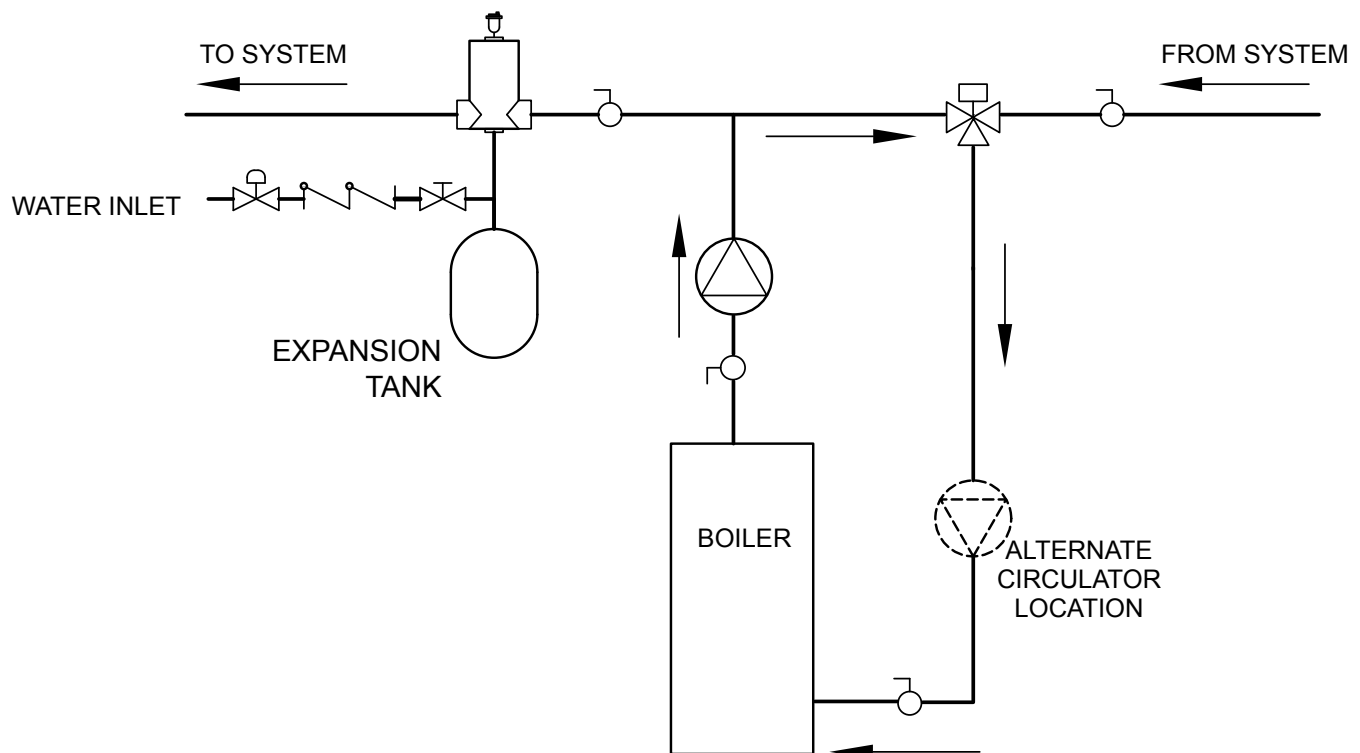 TO SYSTEM
FROM SYSTEM
WATER INLET
EXPANSION
TANK
BOILER
ALTERNATE
CIRCULATOR
LOCATION